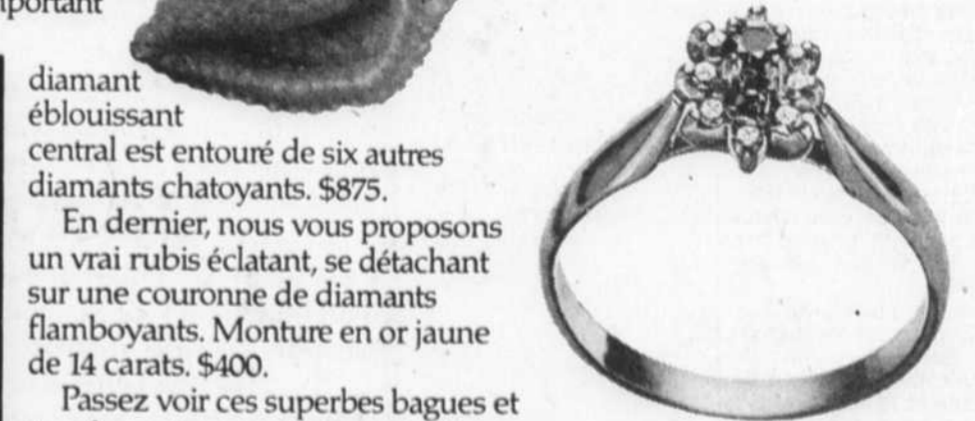 diamant
éblouissant
central est entouré de six autres
diamants chatoyants. $875.
En dernier, nous vous proposons
un vrai rubis éclatant, se détachant
sur une couronne de diamants
flamboyants. Monture en or jaune
de 14 carats. $400.
Passez voir ces superbes bagues et